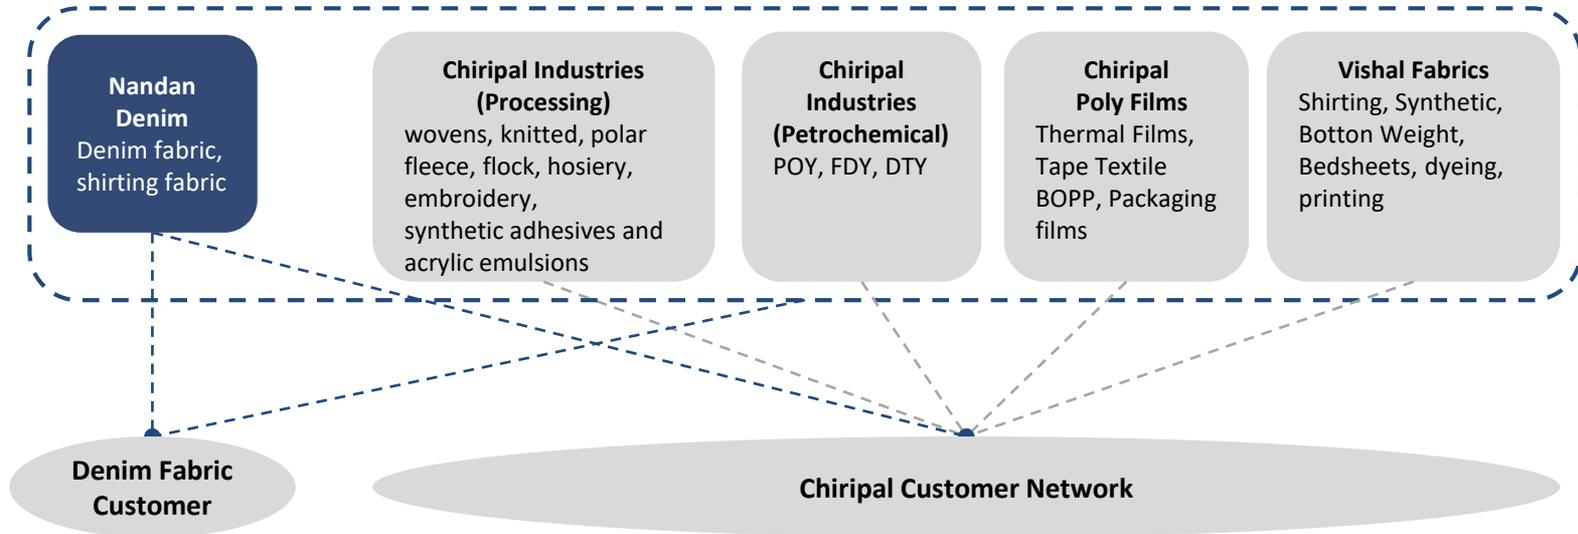 Nandan
Denim
Denim fabric,
shirting fabric
Chiripal Industries
(Processing)
wovens, knitted, polar
fleece, flock, hosiery,
embroidery,
synthetic adhesives and
acrylic emulsions
Chiripal
Industries
(Petrochemical)
POY, FDY, DTY
Chiripal
Poly Films
Thermal Films,
Tape Textile
BOPP, Packaging
films
Vishal Fabrics
Shirting, Synthetic,
Botton Weight,
Bedsheets, dyeing,
printing
Denim Fabric
Customer
Chiripal Customer Network